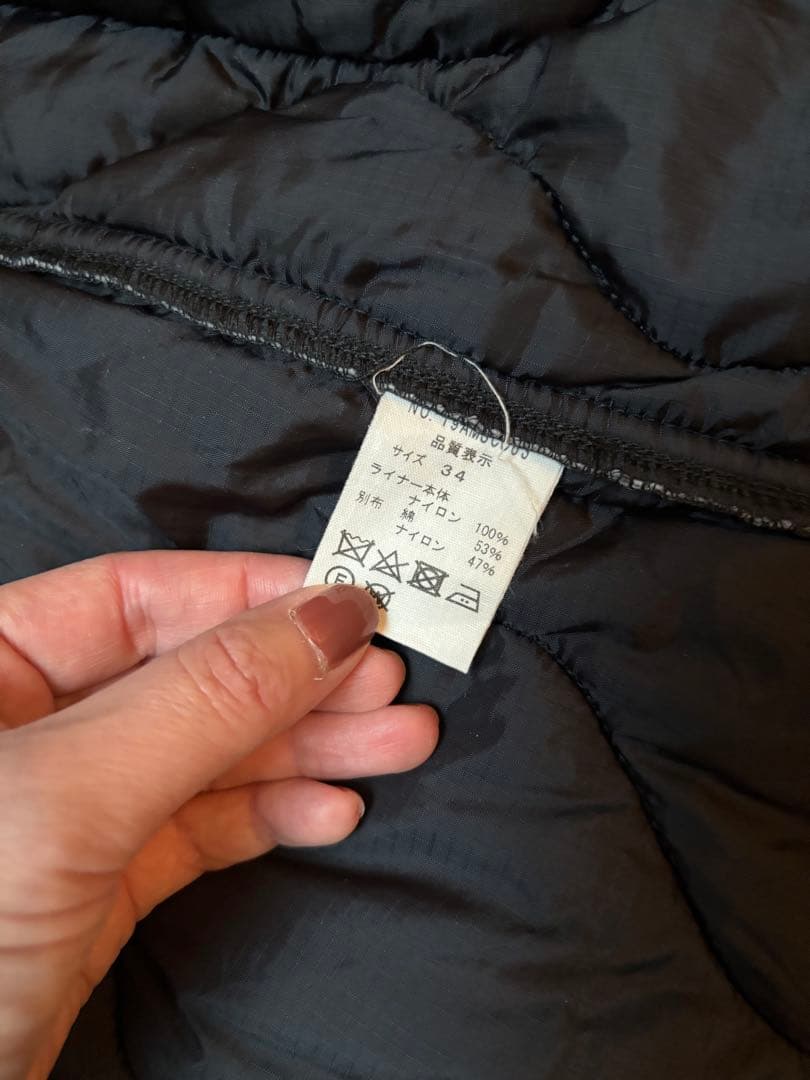 品質表示
サイズ 34
ライナー本体
ナイロン 100%
別布 綿 53%
ナイロン 47%
F